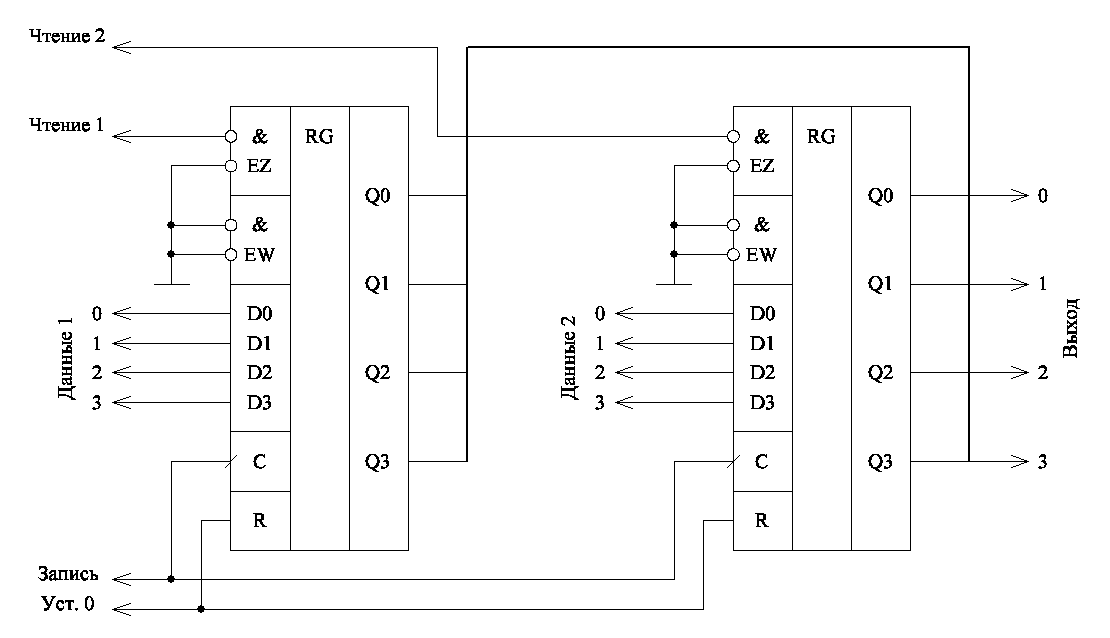 Чтение 2
Чтение 1
& RG
EZ
Q0
&
EW
Q1
Данные 1
0 D0
1 D1
2 D2
3 D3
Q2
C
Q3
R
& RG
EZ
Q0 0
&
EW
Q1 1
Данные 2
0 D0
1 D1
2 D2
3 D3
Q2 2
C
Q3 3
R
Выход
Запись
Уст. 0